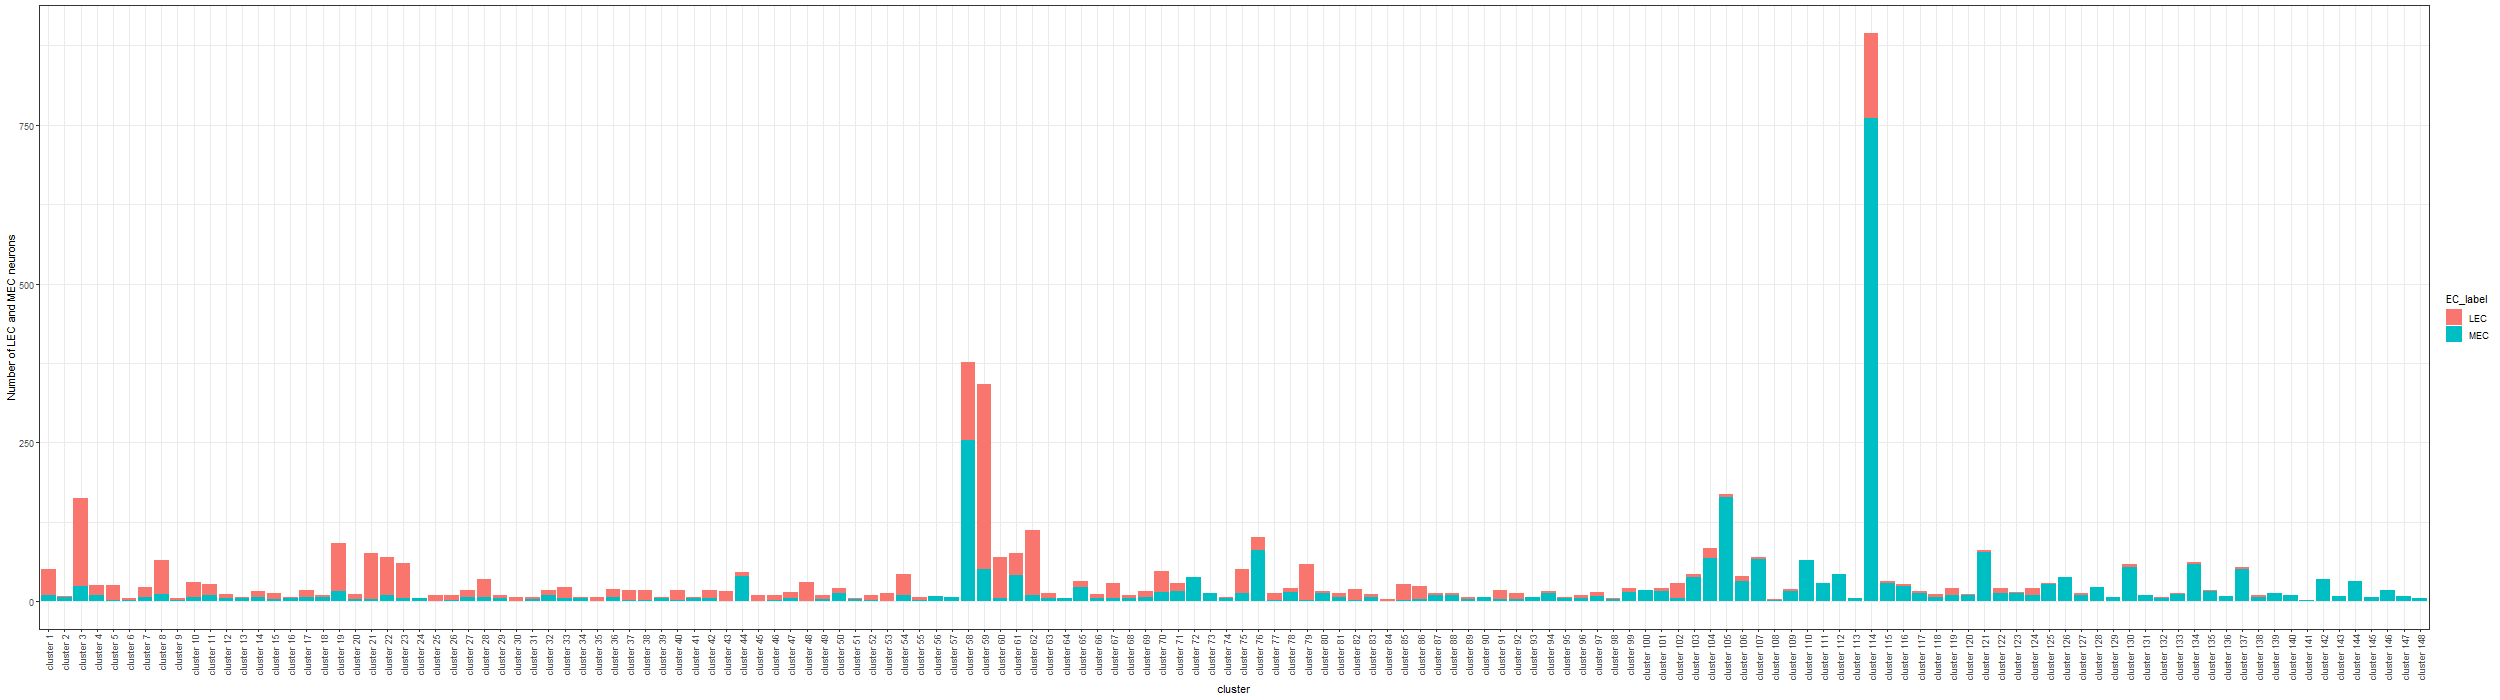 Number of LEC and MEC neurons
750
500
250
0
cluster 1
cluster 2
cluster 3
cluster 4
cluster 5
cluster 6
cluster 7
cluster 8
cluster 9
cluster 10
cluster 11
cluster 12
cluster 13
cluster 14
cluster 15
cluster 16
cluster 17
cluster 18
cluster 19
cluster 20
cluster 21
cluster 22
cluster 23
cluster 24
cluster 25
cluster 26
cluster 27
cluster 28
cluster 29
cluster 30
cluster 31
cluster 32
cluster 33
cluster 34
cluster 35
cluster 36
cluster 37
cluster 38
cluster 39
cluster 40
cluster 41
cluster 42
cluster 43
cluster 44
cluster 45
cluster 46
cluster 47
cluster 48
cluster 49
cluster 50
cluster 51
cluster 52
cluster 53
cluster 54
cluster 55
cluster 56
cluster 57
cluster 58
cluster 59
cluster 60
cluster 61
cluster 62
cluster 63
cluster 64
cluster 65
cluster 66
cluster 67
cluster 68
cluster 69
cluster 70
cluster 71
cluster 72
cluster 73
cluster 74
cluster 75
cluster 76
cluster 77
cluster 78
cluster 79
cluster 80
cluster 81
cluster 82
cluster 83
cluster 84
cluster 85
cluster 86
cluster 87
cluster 88
cluster 89
cluster 90
cluster 91
cluster 92
cluster 93
cluster 94
cluster 95
cluster 96
cluster 97
cluster 98
cluster 99
cluster 100
cluster 101
cluster 102
cluster 103
cluster 104
cluster 105
cluster 106
cluster 107
cluster 108
cluster 109
cluster 110
cluster 111
cluster 112
cluster 113
cluster 114
cluster 115
cluster 116
cluster 117
cluster 118
cluster 119
cluster 120
cluster 121
cluster 122
cluster 123
cluster 124
cluster 125
cluster 126
cluster 127
cluster 128
cluster 129
cluster 130
cluster 131
cluster 132
cluster 133
cluster 134
cluster 135
cluster 136
cluster 137
cluster 138
cluster 139
cluster 140
cluster 141
cluster 142
cluster 143
cluster 144
cluster 145
cluster 146
cluster 147
cluster 148
cluster
EC_label
LEC
MEC